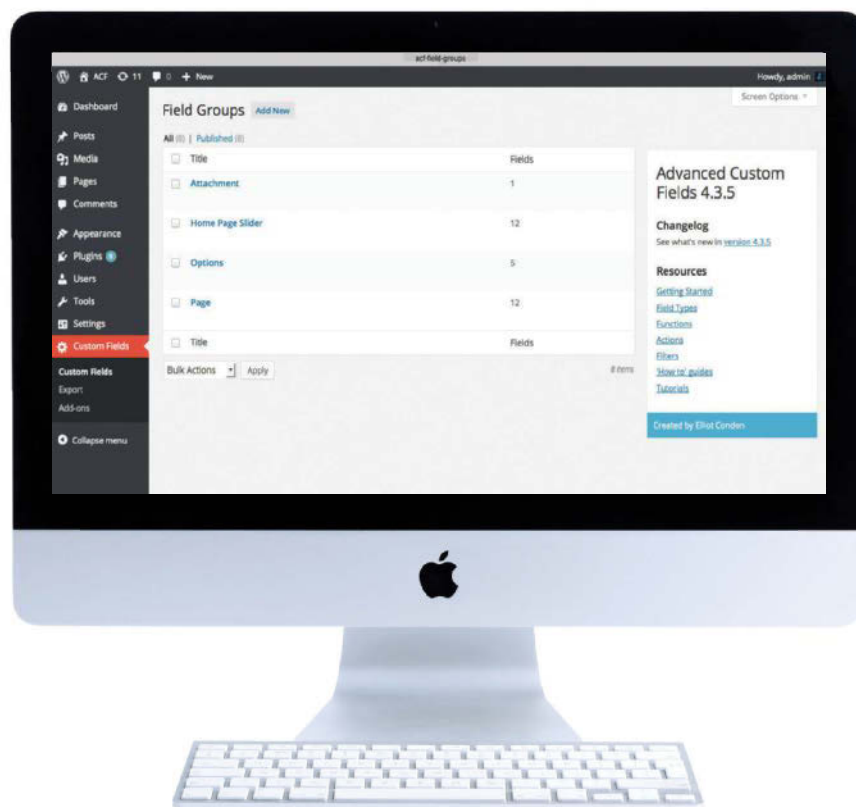 acf-field-groups
ACF 11 0 + New Howdy, admin
Screen Options
Dashboard
Posts
Media
Pages
Comments
Appearance
Plugins
Users
Tools
Settings
Custom Fields
Custom Fields
Export
Add-ons
Collapse menu
Field Groups Add New
All (8) | Published (8)
Title Fields
Attachment 1
Home Page Slider 12
Options 5
Page 12
Title Fields
Bulk Actions Apply 8 items
Advanced Custom
Fields 4.3.5
Changelog
See what's new in version 4.3.5
Resources
Getting Started
Field Types
Functions
Actions
Filters
'How to' guides
Tutorials
Created by Elliot Condon